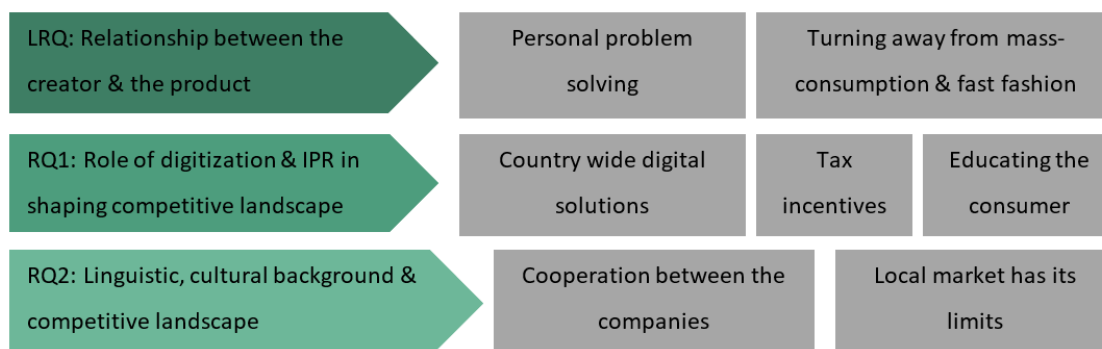 LRQ: Relationship between the
creator & the product
Personal problem
solving
Turning away from mass-
consumption & fast fashion
RQ1: Role of digitization & IPR in
shaping competitive landscape
Country wide digital
solutions
Tax
incentives
Educating the
consumer
RQ2: Linguistic, cultural background &
competitive landscape
Cooperation between the
companies
Local market has its
limits